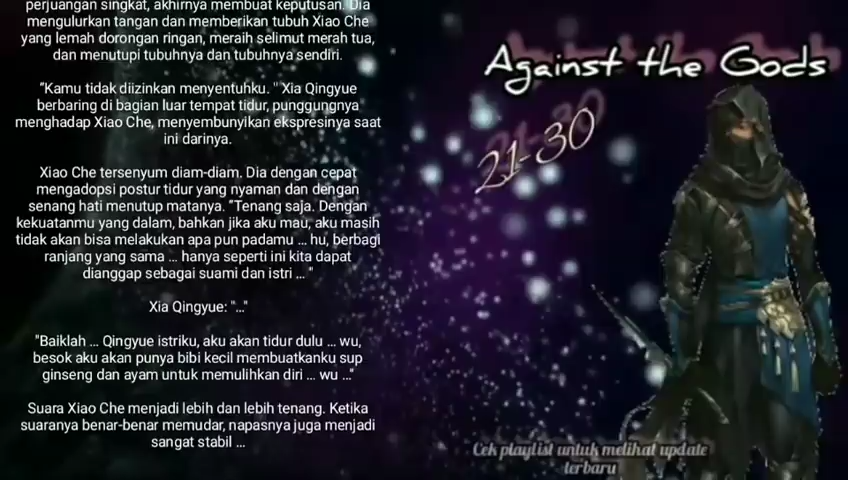 perjuangan singkat, akhirnya membuat keputusan. Dia
mengulurkan tangan dan memberikan tubuh Xiao Che
yang lemah dorongan ringan, meraih selimut merah tua,
dan menutupi tubuhnya dan tubuhnya sendiri.
"Kamu tidak diizinkan menyentuhku. " Xia Qingyue
berbaring di bagian luar tempat tidur, punggungnya
menghadap Xiao Che, menyembunyikan ekspresinya saat
ini darinya.
Xiao Che tersenyum diam-diam. Dia dengan cepat
mengadopsi postur tidur yang nyaman dan dengan
senang hati menutup matanya. "Tenang saja. Dengan
kekuatanmu yang dalam, bahkan jika aku mau, aku masih
tidak akan bisa melakukan apa pun padamu ... hu, berbagi
ranjang yang sama ... hanya seperti ini kita dapat
dianggap sebagai suami dan istri ... "
Xia Qingyue: "..."
"Baiklah ... Qingyue istriku, aku akan tidur dulu ... wu,
besok aku akan punya bibi kecil membuatkanku sup
ginseng dan ayam untuk memulihkan diri ... wu ..."
Suara Xiao Che menjadi lebih dan lebih tenang. Ketika
suaranya benar-benar memudar, napasnya juga menjadi
sangat stabil ...
Against the Gods
21-30
Cek playlist untuk melihat update
terbaru